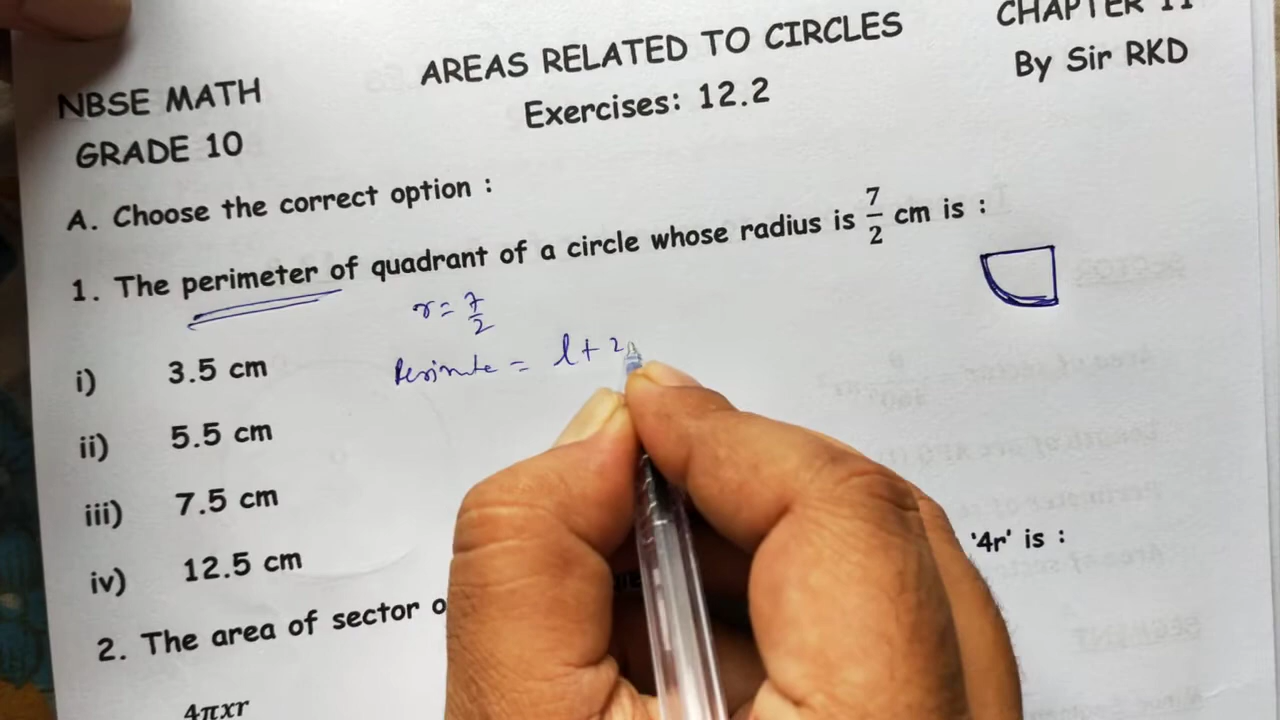 AREAS RELATED TO CIRCLES
CHAPTER 11
NBSE MATH
Exercises: 12.2
By Sir RKD
GRADE 10
A. Choose the correct option :
1. The perimeter of quadrant of a circle whose radius is 7/2 cm is :
r = 7/2
i) 3.5 cm
= l + 2
ii) 5.5 cm
iii) 7.5 cm
iv) 12.5 cm
2. The area of sector
'4r' is :
4πxr